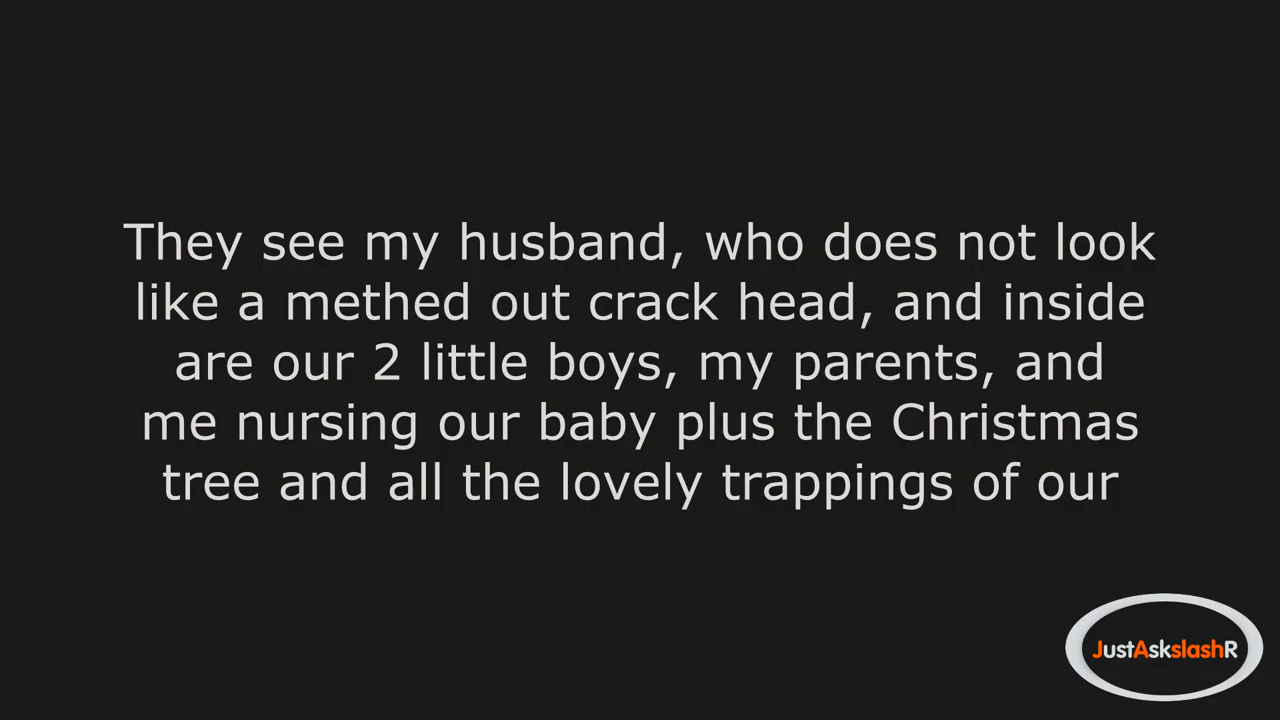 They see my husband, who does not look
like a methed out crack head, and inside
are our 2 little boys, my parents, and
me nursing our baby plus the Christmas
tree and all the lovely trappings of our
JustAskslashR